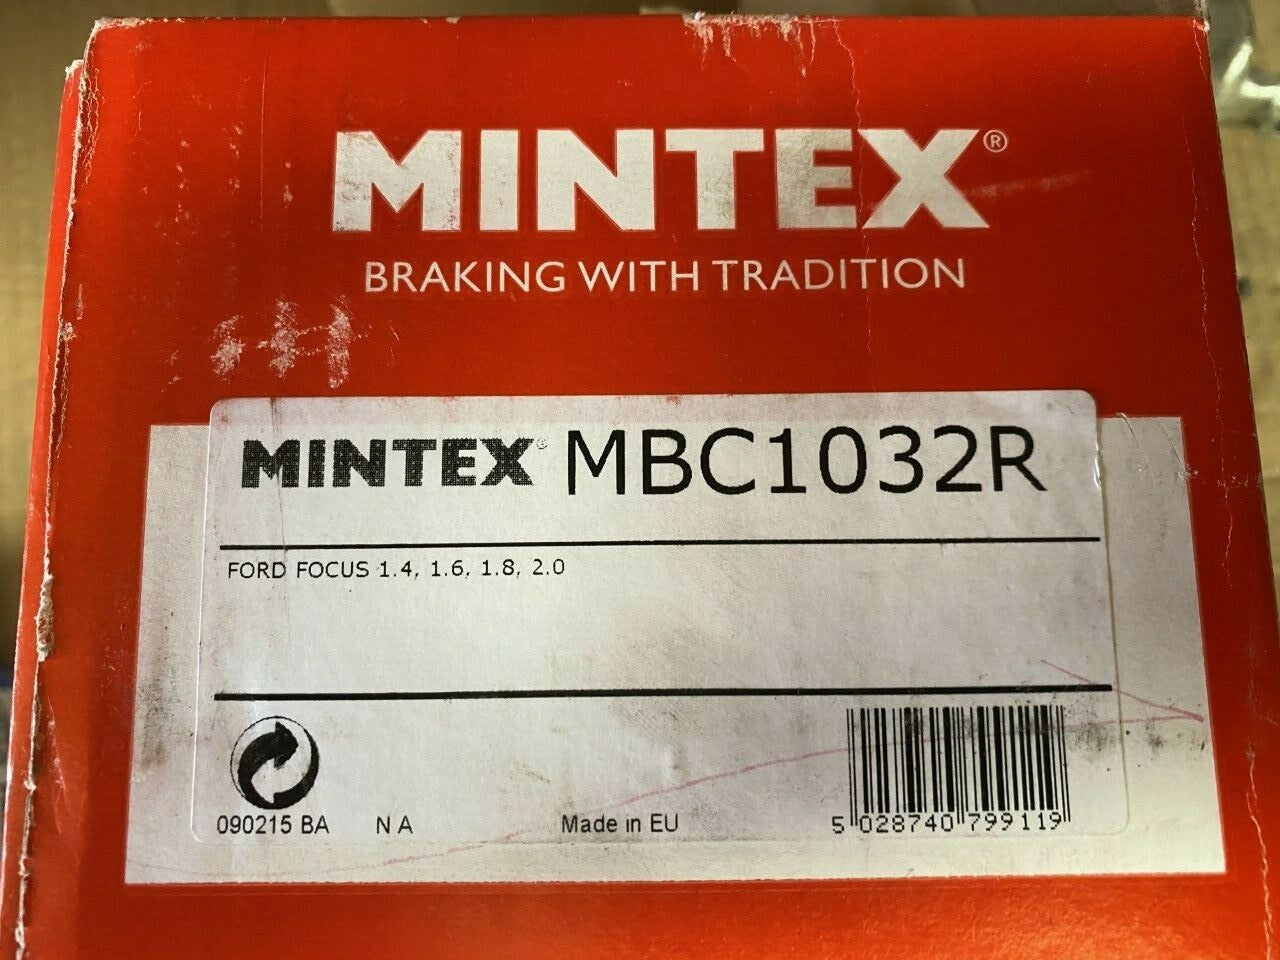 MINTEX®
BRAKING WITH TRADITION
MINTEX® MBC1032R
FORD FOCUS 1.4, 1.6, 1.8, 2.0
090215 BA NA Made in EU
5 028740 799119